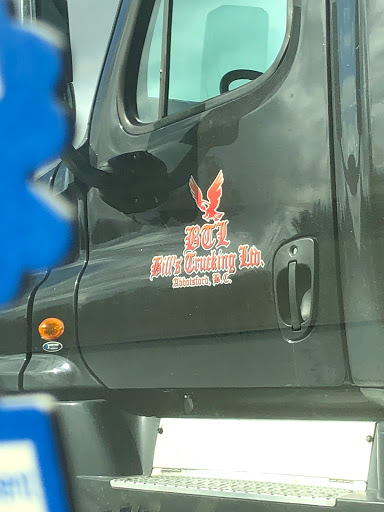 BTL
Bill's Trucking Ltd.
Abbotsford, B.C.